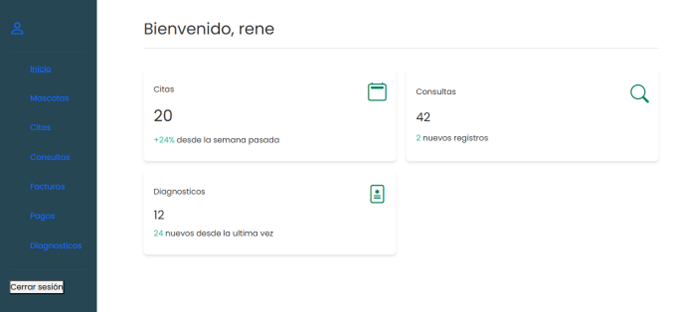 Bienvenido, rene
Inicio
Mascotas
Citas
Consultas
Facturas
Pagos
Diagnosticos
Cerrar sesión
Citas
20
+24% desde la semana pasada
Consultas
42
2 nuevos registros
Diagnosticos
12
24 nuevos desde la ultima vez